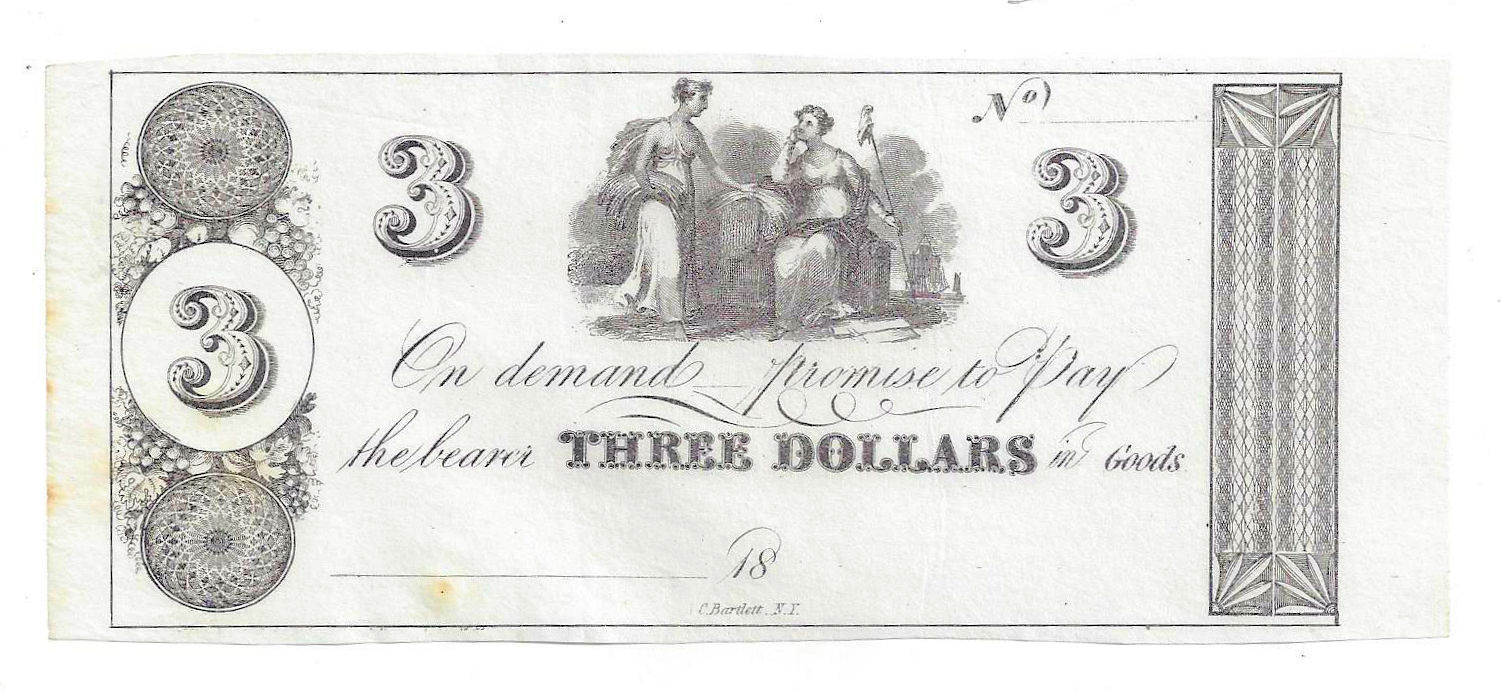 No
3 3
3
On demand promise to Pay
the bearer THREE DOLLARS in Goods
18
C. Bartlett. N.Y.